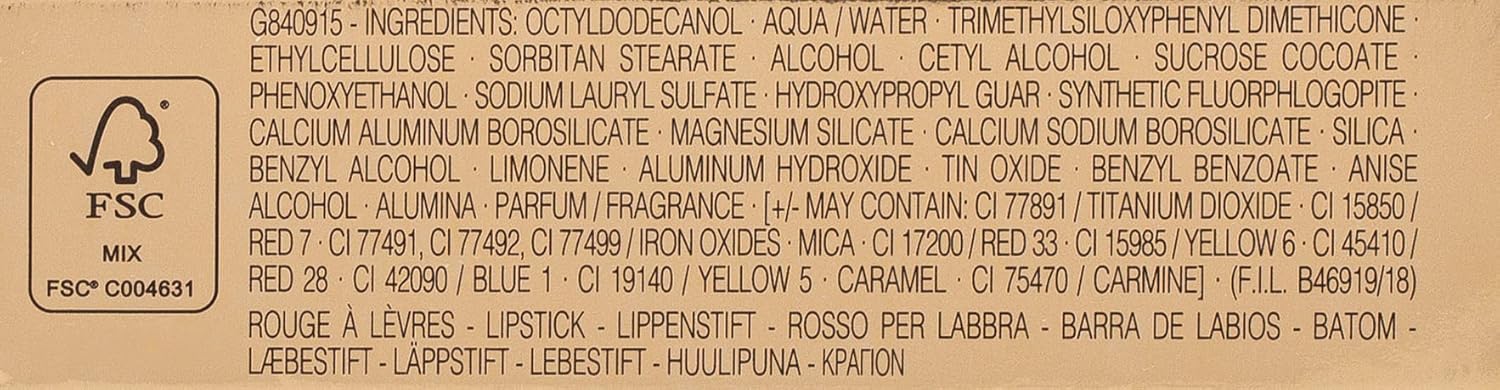 G840915 - INGREDIENTS: OCTYLDODECANOL · AQUA / WATER · TRIMETHYLSILOXYPHENYL DIMETHICONE ·
ETHYLCELLULOSE · SORBITAN STEARATE · ALCOHOL · CETYL ALCOHOL · SUCROSE COCOATE ·
PHENOXYETHANOL · SODIUM LAURYL SULFATE · HYDROXYPROPYL GUAR · SYNTHETIC FLUORPHLOGOPITE ·
CALCIUM ALUMINUM BOROSILICATE · MAGNESIUM SILICATE · CALCIUM SODIUM BOROSILICATE · SILICA ·
BENZYL ALCOHOL · LIMONENE · ALUMINUM HYDROXIDE · TIN OXIDE · BENZYL BENZOATE · ANISE
ALCOHOL · ALUMINA · PARFUM / FRAGRANCE · [+/- MAY CONTAIN: CI 77891 / TITANIUM DIOXIDE · CI 15850 /
RED 7 · CI 77491, CI 77492, CI 77499 / IRON OXIDES · MICA · CI 17200 / RED 33 · CI 15985 / YELLOW 6 · CI 45410 /
RED 28 · CI 42090 / BLUE 1 · CI 19140 / YELLOW 5 · CARAMEL · CI 75470 / CARMINE] · (F.I.L. B46919/18)
ROUGE À LÈVRES - LIPSTICK - LIPPENSTIFT - ROSSO PER LABBRA - BARRA DE LABIOS - BATOM -
LÆBESTIFT - LÄPPSTIFT - LEBESTIFT - HUULIPUNA - ΚΡΑΓΙΟΝ
®
FSC
MIX
FSC® C004631